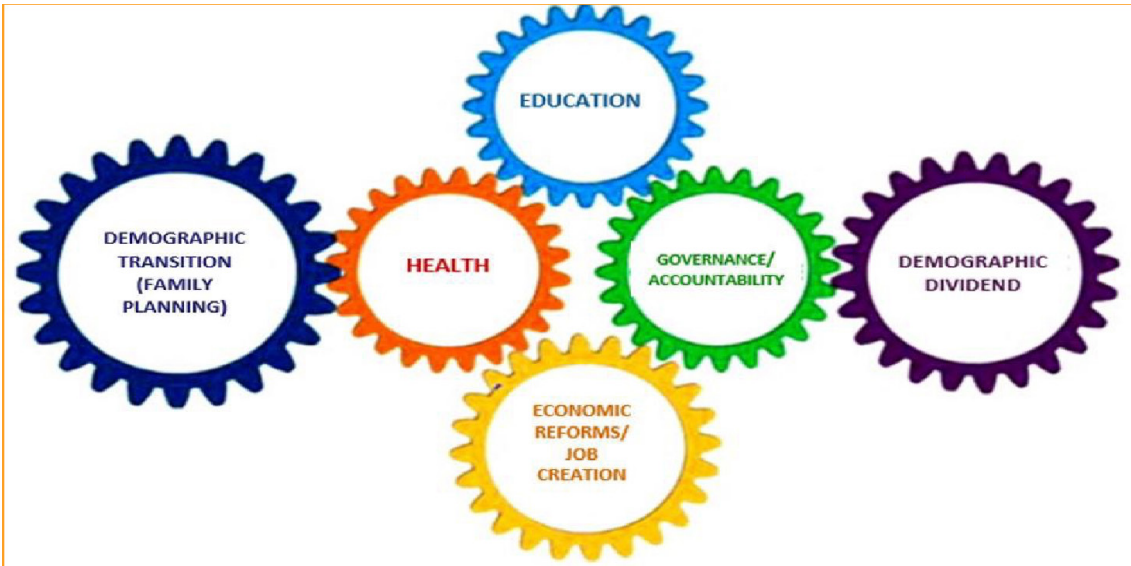 EDUCATION
DEMOGRAPHIC
TRANSITION
(FAMILY
PLANNING)
HEALTH
GOVERNANCE/
ACCOUNTABILITY
DEMOGRAPHIC
DIVIDEND
ECONOMIC
REFORMS/
JOB
CREATION